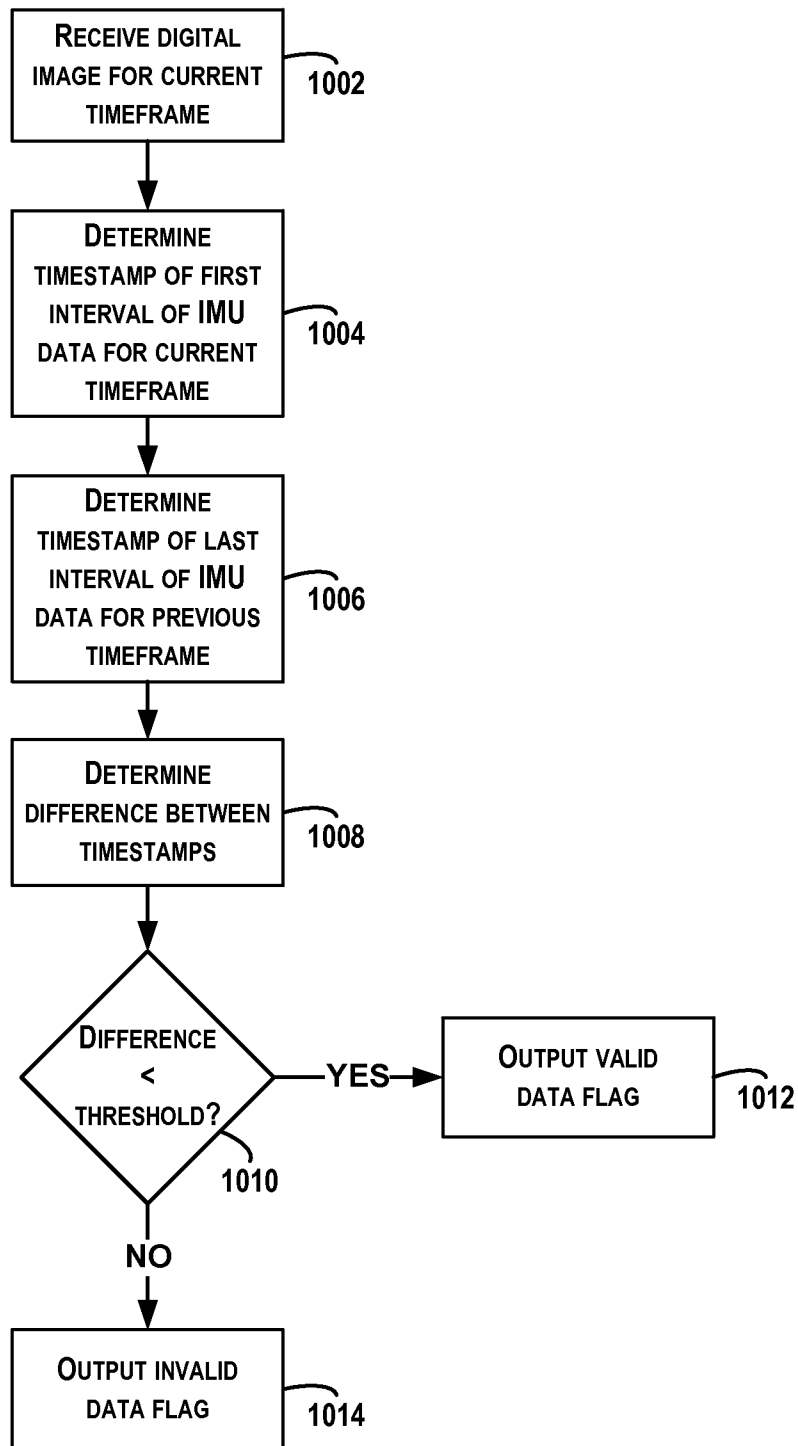 RECEIVE DIGITAL
IMAGE FOR CURRENT
TIMEFRAME
1002
DETERMINE
TIMESTAMP OF FIRST
INTERVAL OF IMU
DATA FOR CURRENT
TIMEFRAME
1004
DETERMINE
TIMESTAMP OF LAST
INTERVAL OF IMU
DATA FOR PREVIOUS
TIMEFRAME
1006
DETERMINE
DIFFERENCE BETWEEN
TIMESTAMPS
1008
DIFFERENCE
<
THRESHOLD?
1010
YES
OUTPUT VALID
DATA FLAG
1012
NO
OUTPUT INVALID
DATA FLAG
1014